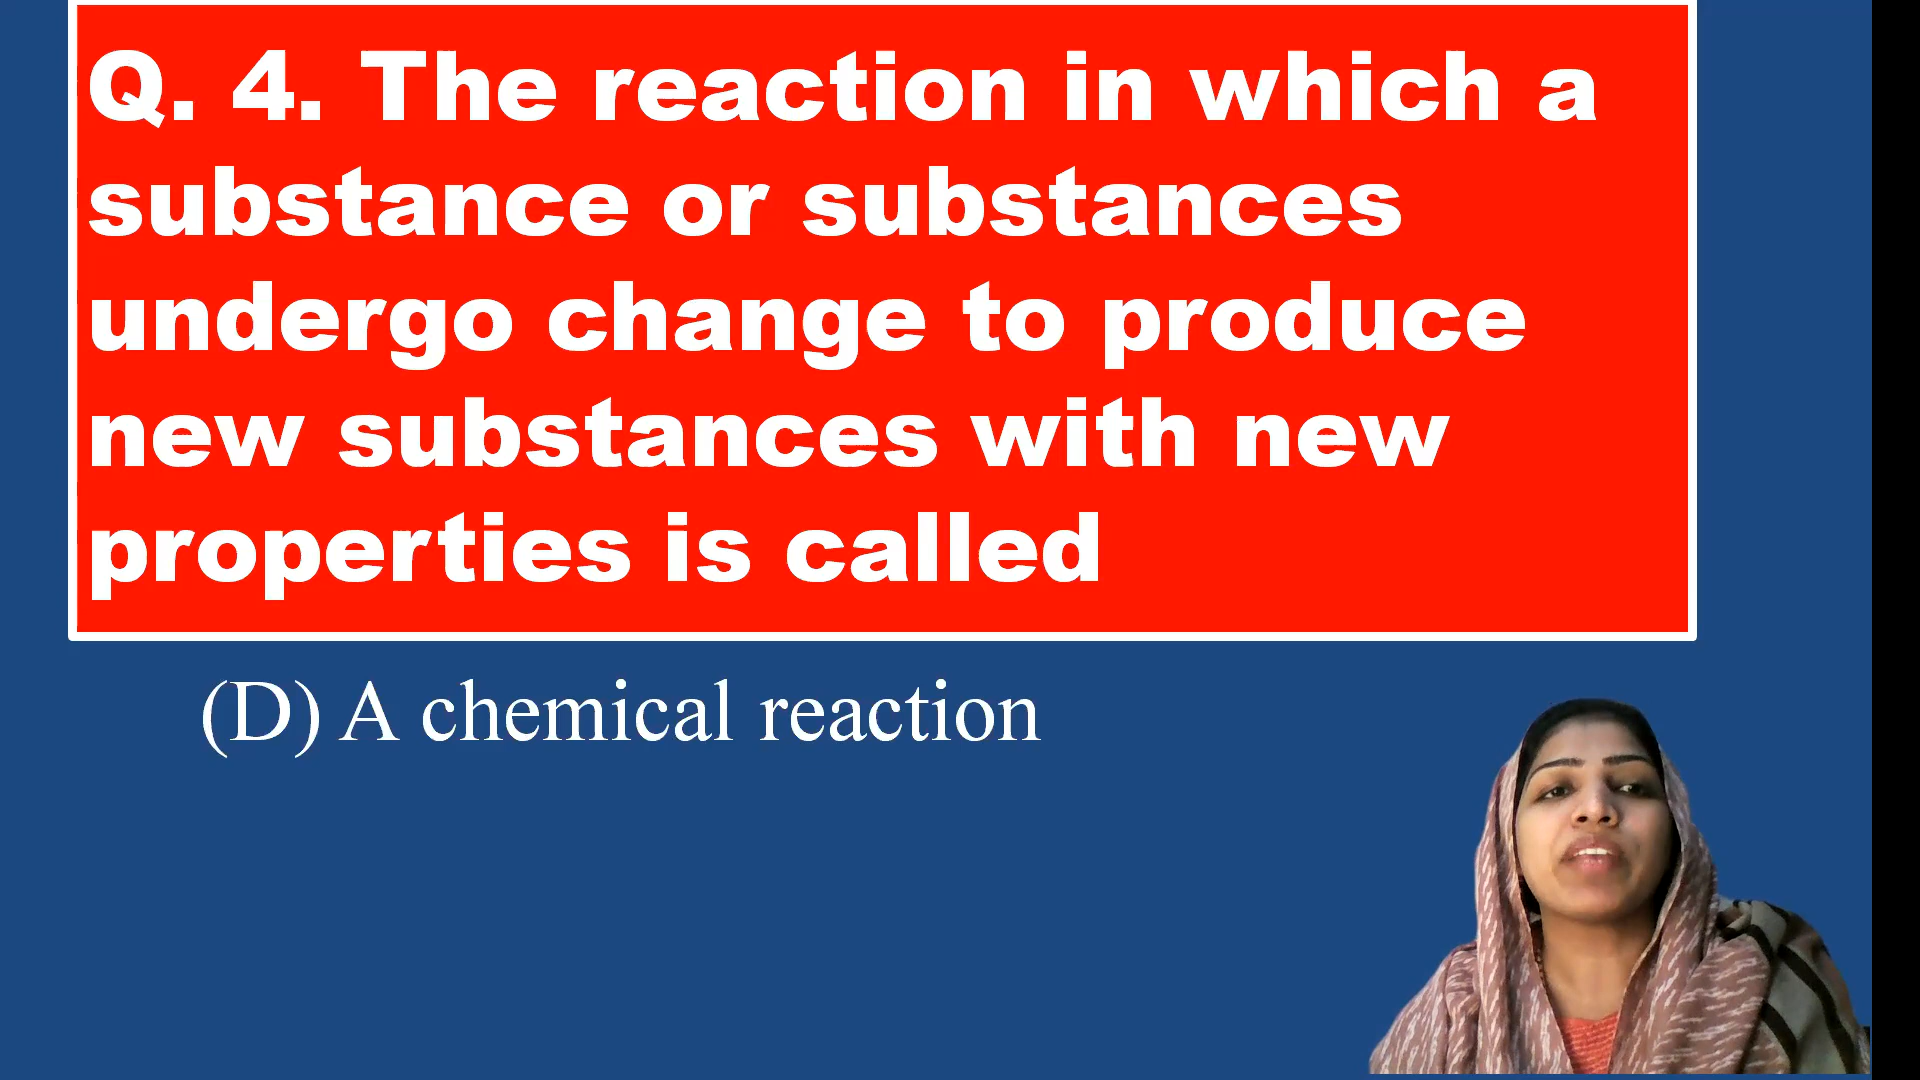 Q. 4. The reaction in which a
substance or substances
undergo change to produce
new substances with new
properties is called
(D) A chemical reaction